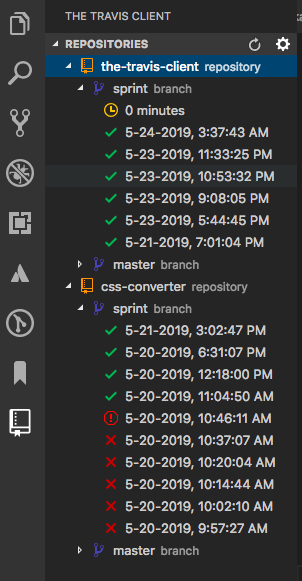 THE TRAVIS CLIENT
REPOSITORIES
the-travis-client repository
sprint branch
0 minutes
5-24-2019, 3:37:43 AM
5-23-2019, 11:33:25 PM
5-23-2019, 10:53:32 PM
5-23-2019, 9:08:05 PM
5-23-2019, 5:44:45 PM
5-21-2019, 7:01:04 PM
master branch
css-converter repository
sprint branch
5-21-2019, 3:02:47 PM
5-20-2019, 6:31:07 PM
5-20-2019, 12:18:00 PM
5-20-2019, 11:04:50 AM
5-20-2019, 10:46:11 AM
5-20-2019, 10:37:07 AM
5-20-2019, 10:20:04 AM
5-20-2019, 10:14:44 AM
5-20-2019, 10:02:10 AM
5-20-2019, 9:57:27 AM
master branch